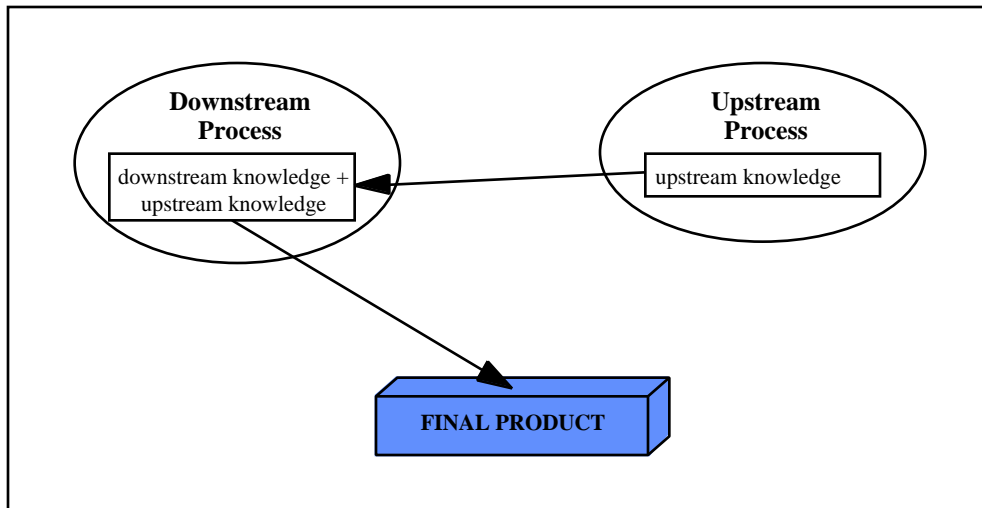 Downstream
Process
downstream knowledge +
upstream knowledge
Upstream
Process
upstream knowledge
FINAL PRODUCT